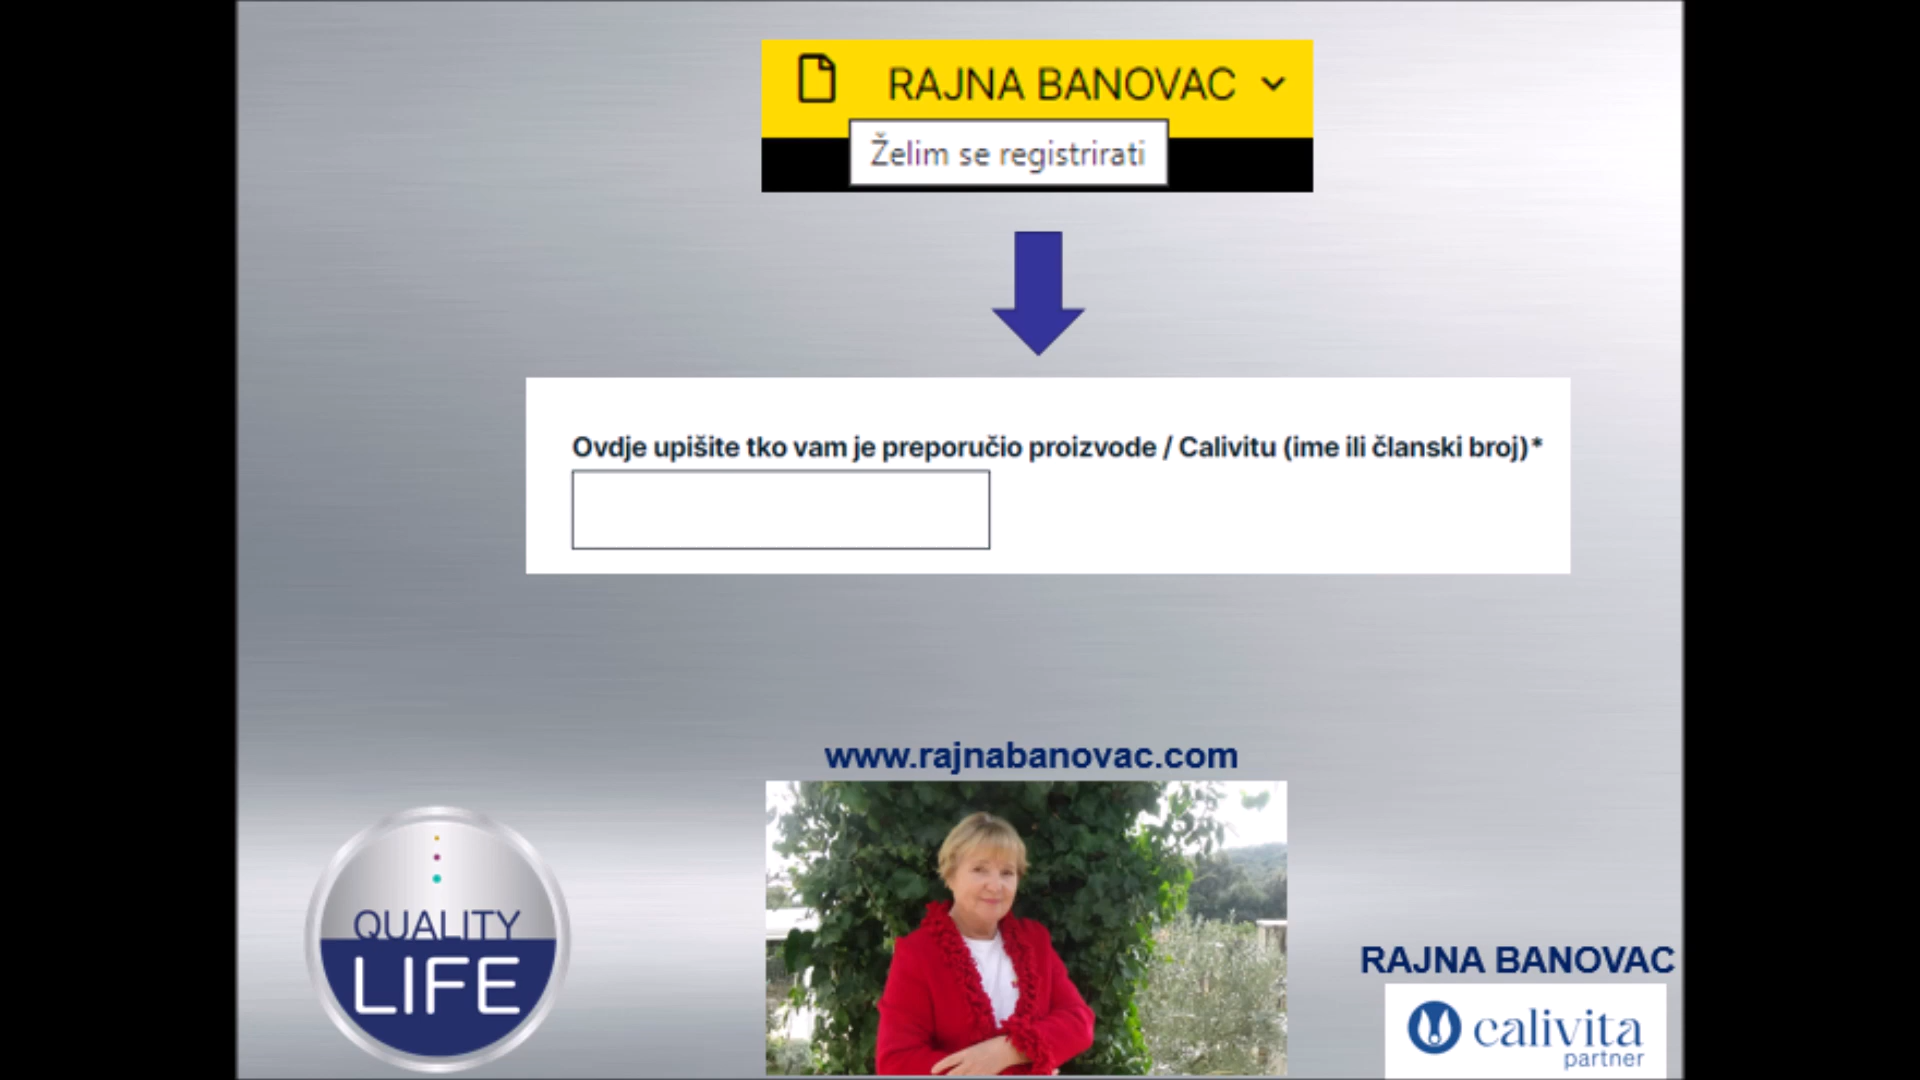 RAJNA BANOVAC
Želim se registrirati
Ovdje upišite tko vam je preporučio proizvode / Calivitu (ime ili članski broj)*
www.rajnabanovac.com
QUALITY
LIFE
RAJNA BANOVAC
calivita
partner